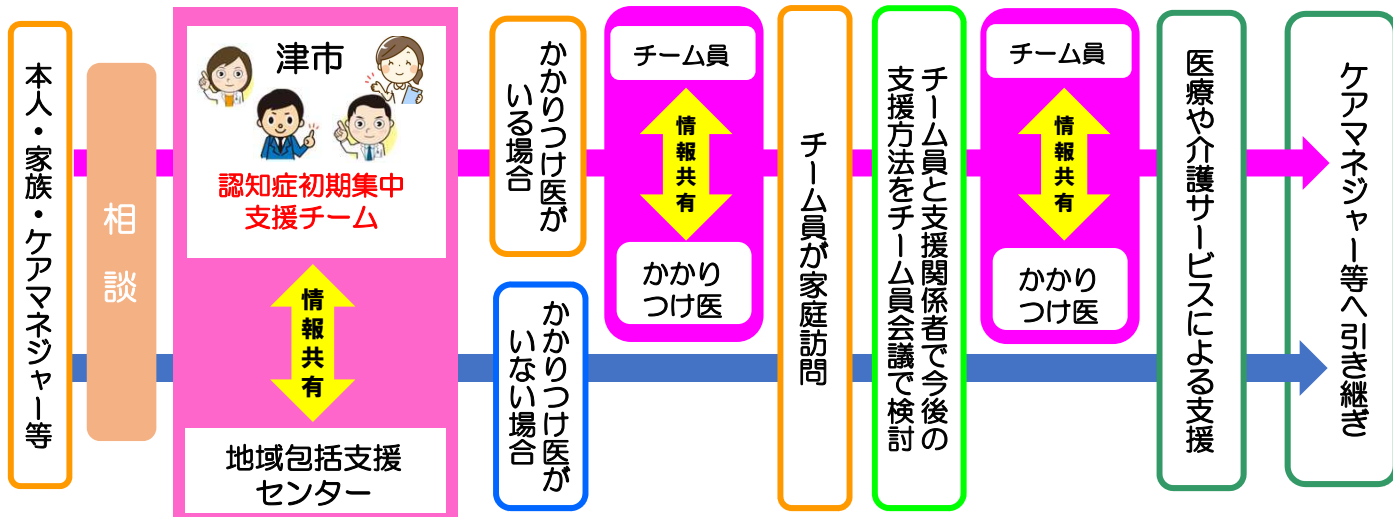 本人・家族・ケアマネジャー等
相談
津市
認知症初期集中
支援チーム
情報共有
地域包括支援
センター
かかりつけ医が
いる場合
かかりつけ医が
いない場合
チーム員
情報共有
かかり
つけ医
チーム員が家庭訪問
チーム員と支援関係者で今後の
支援方法をチーム員会議で検討
チーム員
情報共有
かかり
つけ医
医療や介護サービスによる支援
ケアマネジャー等へ引き継ぎ